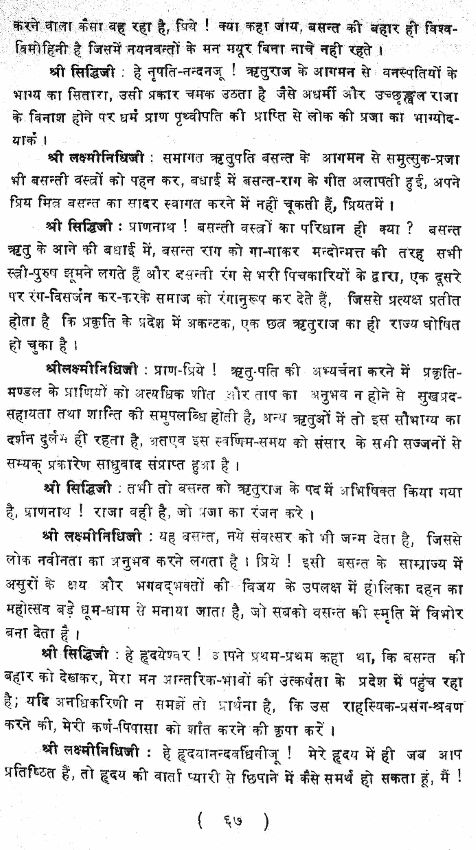 करने वाला कैसा वह रहा है, प्रिये ! क्या कहा जाय, बसन्त की बहार ही विश्व-
विमोहिनी है जिसमें नयनवन्तों के मन मयूर बिना नाचे नहीं रहते ।
श्री सिद्धिजी : हे नृपति-नन्दनजू ! ऋतुराज के आगमन से वनस्पतियों के
भाग्य का सितारा, उसी प्रकार चमक उठता है जैसे अधर्मी और उच्छृङ्खल राजा
के विनाश होने पर धर्म प्राण पृथ्वीपति की प्राप्ति से लोक की प्रजा का भाग्योद-
यार्क ।
श्री लक्ष्मीनिधिजी : समागत ऋतुपति बसन्त के आगमन से समुत्सुक-प्रजा
भी बसन्ती वस्त्रों को पहन कर, बधाई में बसन्त-राग के गीत अलापती हुई, अपने
प्रिय मित्र बसन्त का सादर स्वागत करने में नहीं चूकती हैं, प्रियतमें ।
श्री सिद्धिजी : प्राणनाथ ! बसन्ती वस्त्रों का परिधान ही क्या ? बसन्त
ऋतु के आने की बधाई में, बसन्त राग को गा-गाकर मन्दोन्मत्त की तरह सभी
स्त्री-पुरुष झूमने लगते हैं और बसन्ती रंग से भरी पिचकारियों के द्वारा, एक दूसरे
पर रंग-विसर्जन कर-करके समाज को रंगानुरूप कर देते हैं, जिससे प्रत्यक्ष प्रतीत
होता है कि प्रकृति के प्रदेश में अकन्टक, एक छत्र ऋतुराज का ही राज्य घोषित
हो चुका है ।
श्रीलक्ष्मीनिधिजी : प्राण-प्रिये ! ऋतु-पति की अभ्यर्चना करने में प्रकृति-
मण्डल के प्राणियों को अत्यधिक शीत और ताप का अनुभव न होने से सुखप्रद-
सहायता तथा शान्ति की समुपलब्धि होती है, अन्य ऋतुओं में तो इस सौभाग्य का
दर्शन दुर्लभ ही रहता है, अतएव इस स्वर्णिम-समय को संसार के सभी सज्जनों से
सम्यक् प्रकारेण साधुवाद संप्राप्त हुआ है ।
श्री सिद्धिजी : तभी तो बसन्त को ऋतुराज के पद में अभिषिक्त किया गया
है, प्राणनाथ ! राजा वही है, जो प्रजा का रंजन करे ।
श्री लक्ष्मीनिधिजी : यह वसन्त, नये संवत्सर को भी जन्म देता है, जिससे
लोक नवीनता का अनुभव करने लगता है । प्रिये ! इसी बसन्त के साम्राज्य में
असुरों के क्षय और भगवद्भक्तों की विजय के उपलक्ष में होलिका दहन का
महोत्सव बड़े धूम-धाम से मनाया जाता है, जो सबको वसन्त की स्मृति में विभोर
बना देता है ।
श्री सिद्धिजी : हे हृदयेश्वर ! आपने प्रथम-प्रथम कहा था, कि बसन्त की
बहार को देखकर, मेरा मन आन्तरिक-भावों की उत्कर्षता के प्रदेश में पहुंच रहा
है; यदि अनधिकरिणी न समझें तो प्रार्थना है, कि उस राहस्यिक-प्रसंग-श्रवण
करने की, मेरी कर्ण-पिपासा को शांत करने की कृपा करें ।
श्री लक्ष्मीनिधिजी : हे हृदयानन्दवर्धिनीजू ! मेरे हृदय में ही जब आप
प्रतिष्ठित हैं, तो हृदय की वार्ता प्यारी से छिपाने में कैसे समर्थ हो सकता हूं, मैं !
( ६७ )